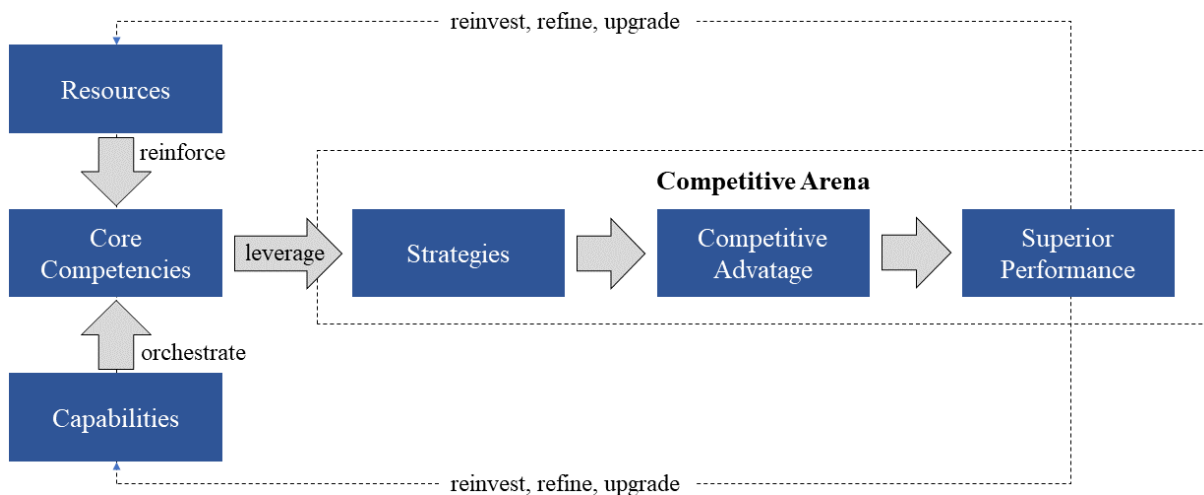 reinvest, refine, upgrade
Resources
reinforce
Competitive Arena
Core
Competencies
leverage
Strategies
Competitive
Advatage
Superior
Performance
orchestrate
Capabilities
reinvest, refine, upgrade